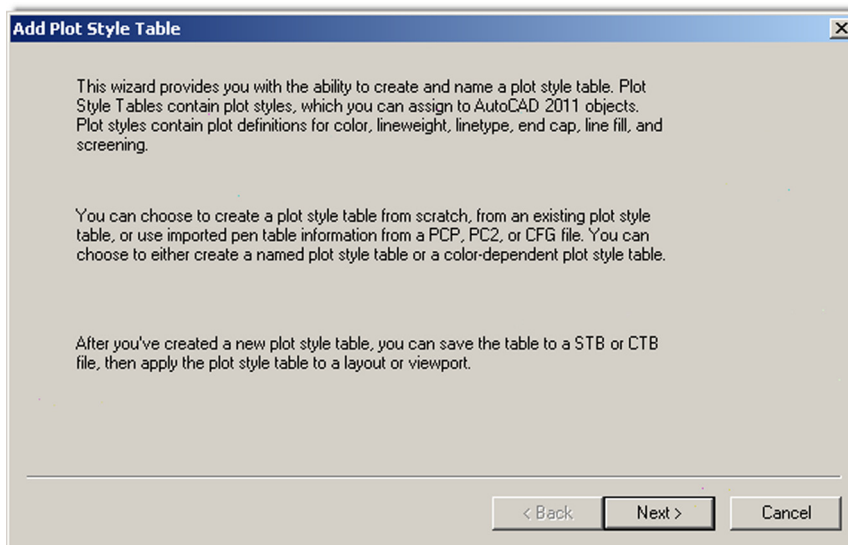 Add Plot Style Table
This wizard provides you with the ability to create and name a plot style table. Plot
Style Tables contain plot styles, which you can assign to AutoCAD 2011 objects.
Plot styles contain plot definitions for color, lineweight, linetype, end cap, line fill, and
screening.
You can choose to create a plot style table from scratch, from an existing plot style
table, or use imported pen table information from a PCP, PC2, or CFG file. You can
choose to either create a named plot style table or a color-dependent plot style table.
After you've created a new plot style table, you can save the table to a STB or CTB
file, then apply the plot style table to a layout or viewport.
< Back Next > Cancel